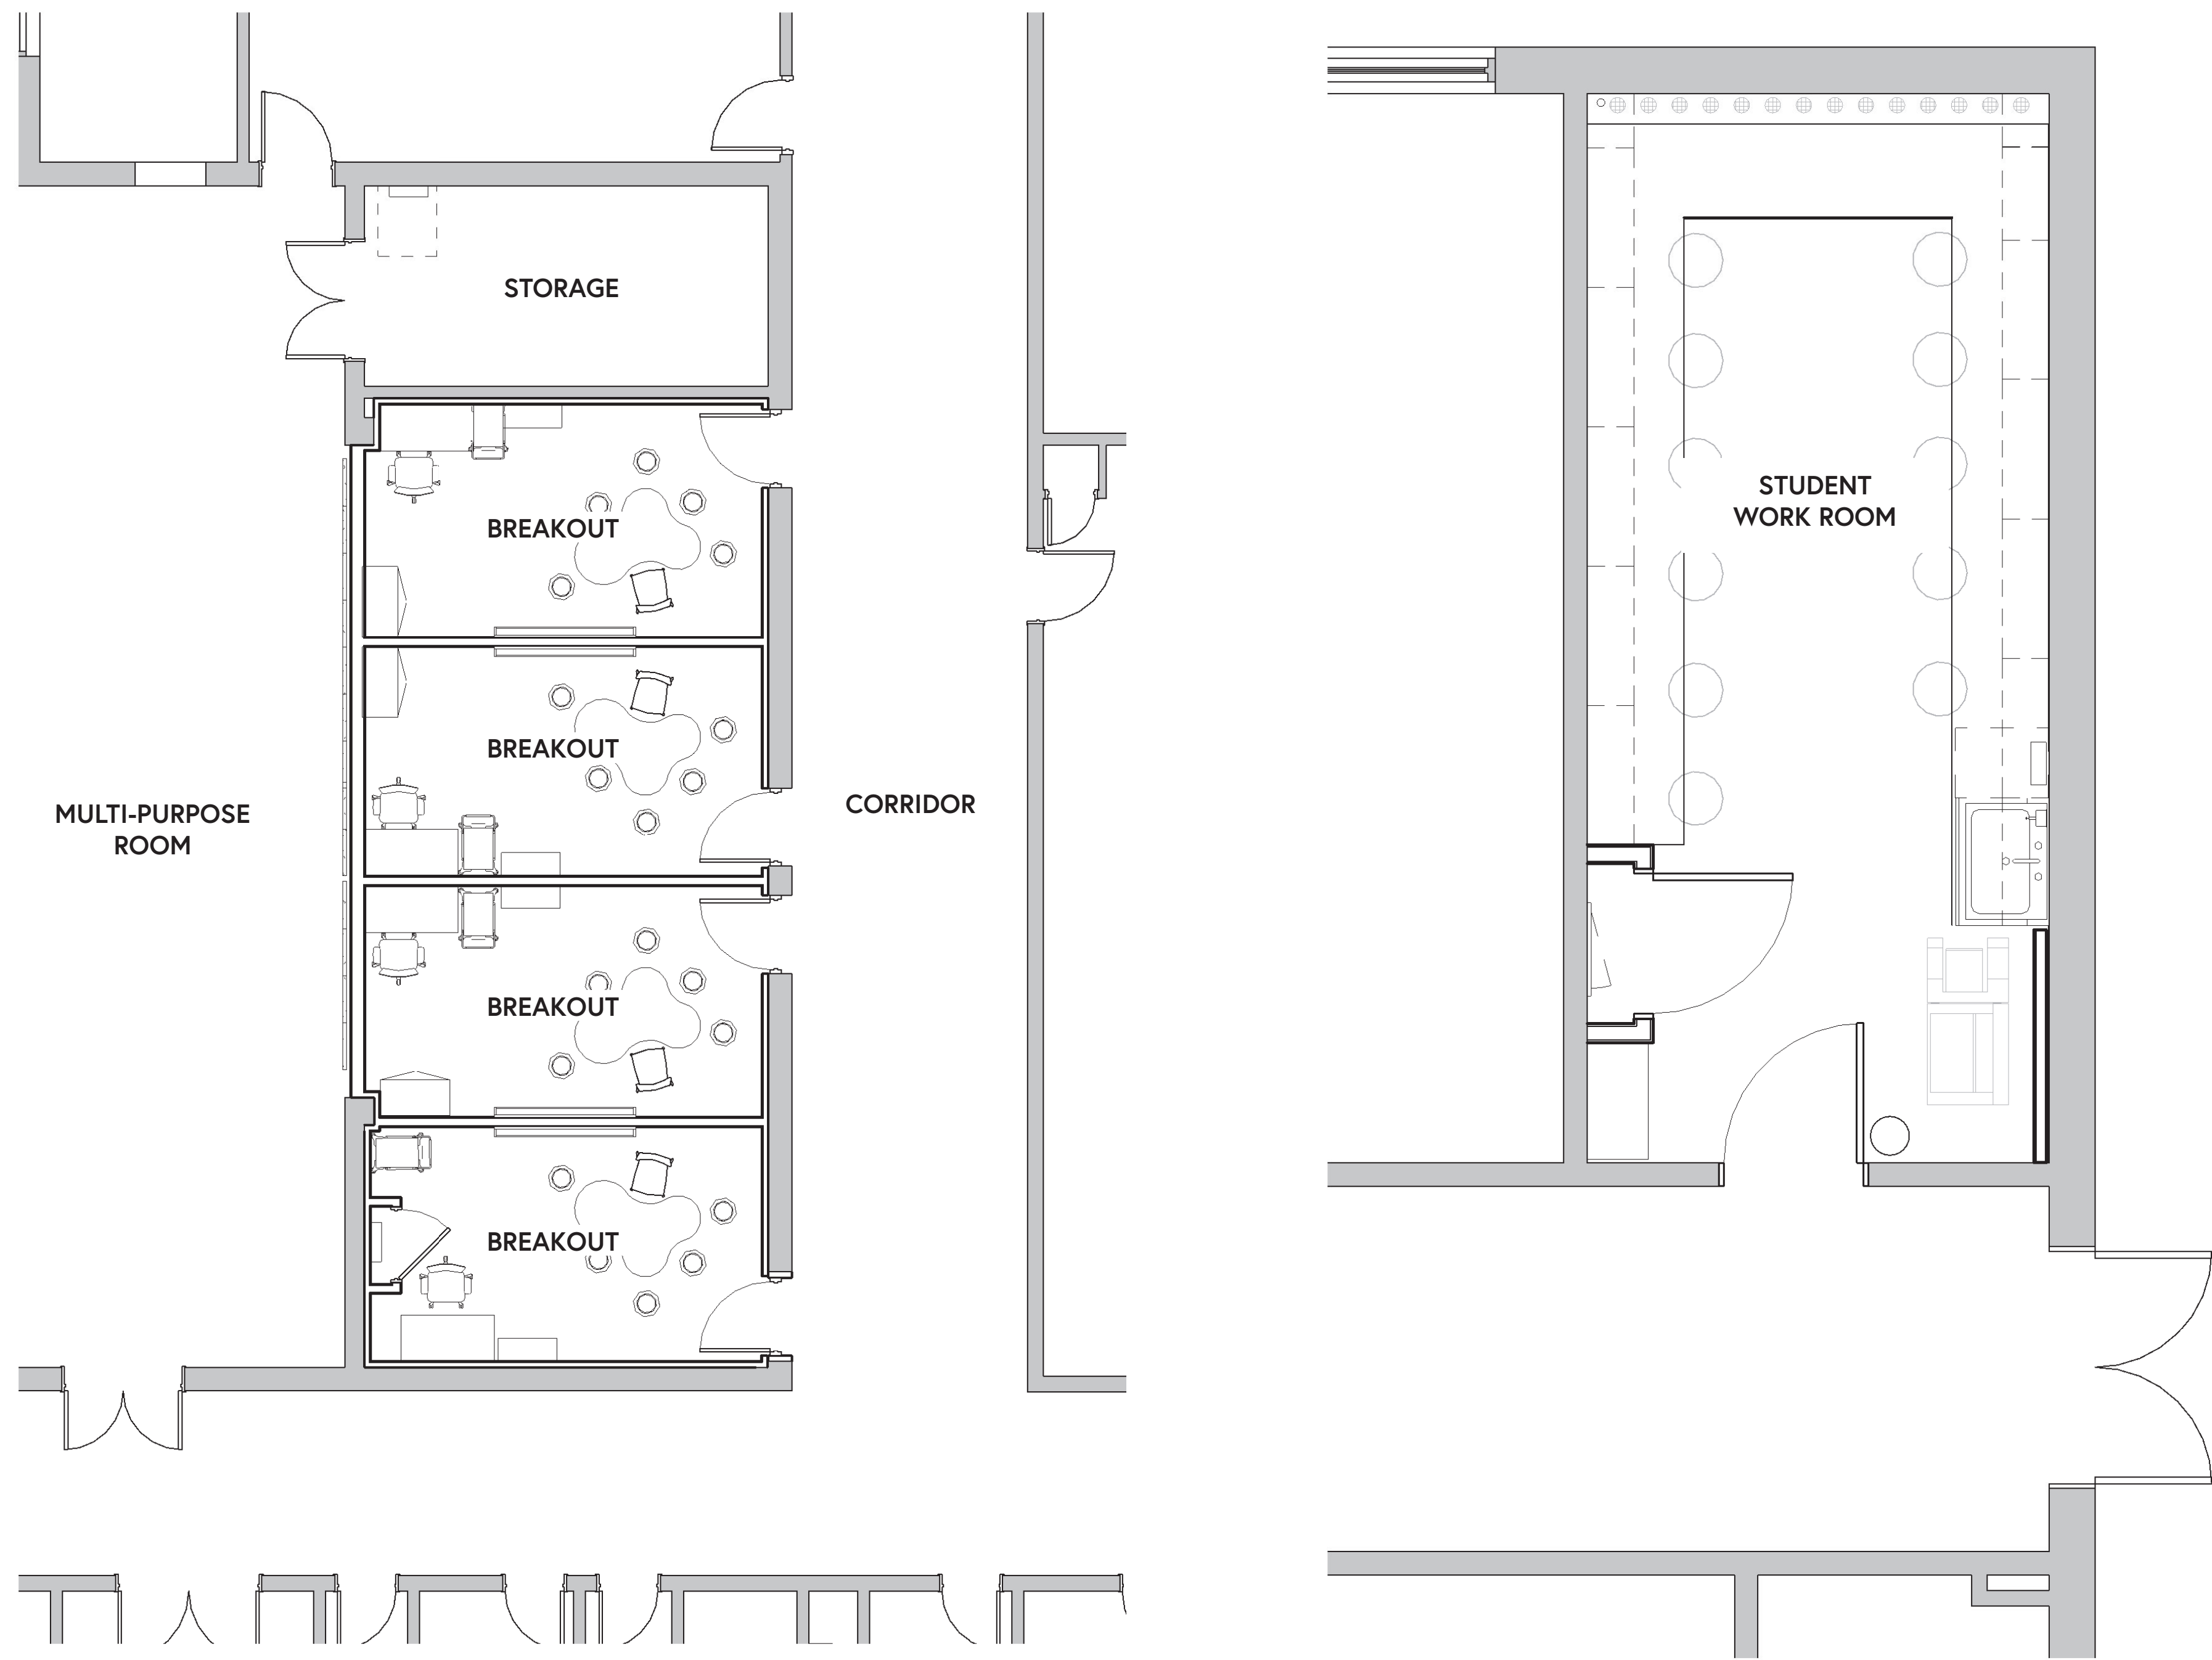 STORAGE
BREAKOUT
BREAKOUT
MULTI-PURPOSE
ROOM
CORRIDOR
BREAKOUT
BREAKOUT
STUDENT
WORK ROOM